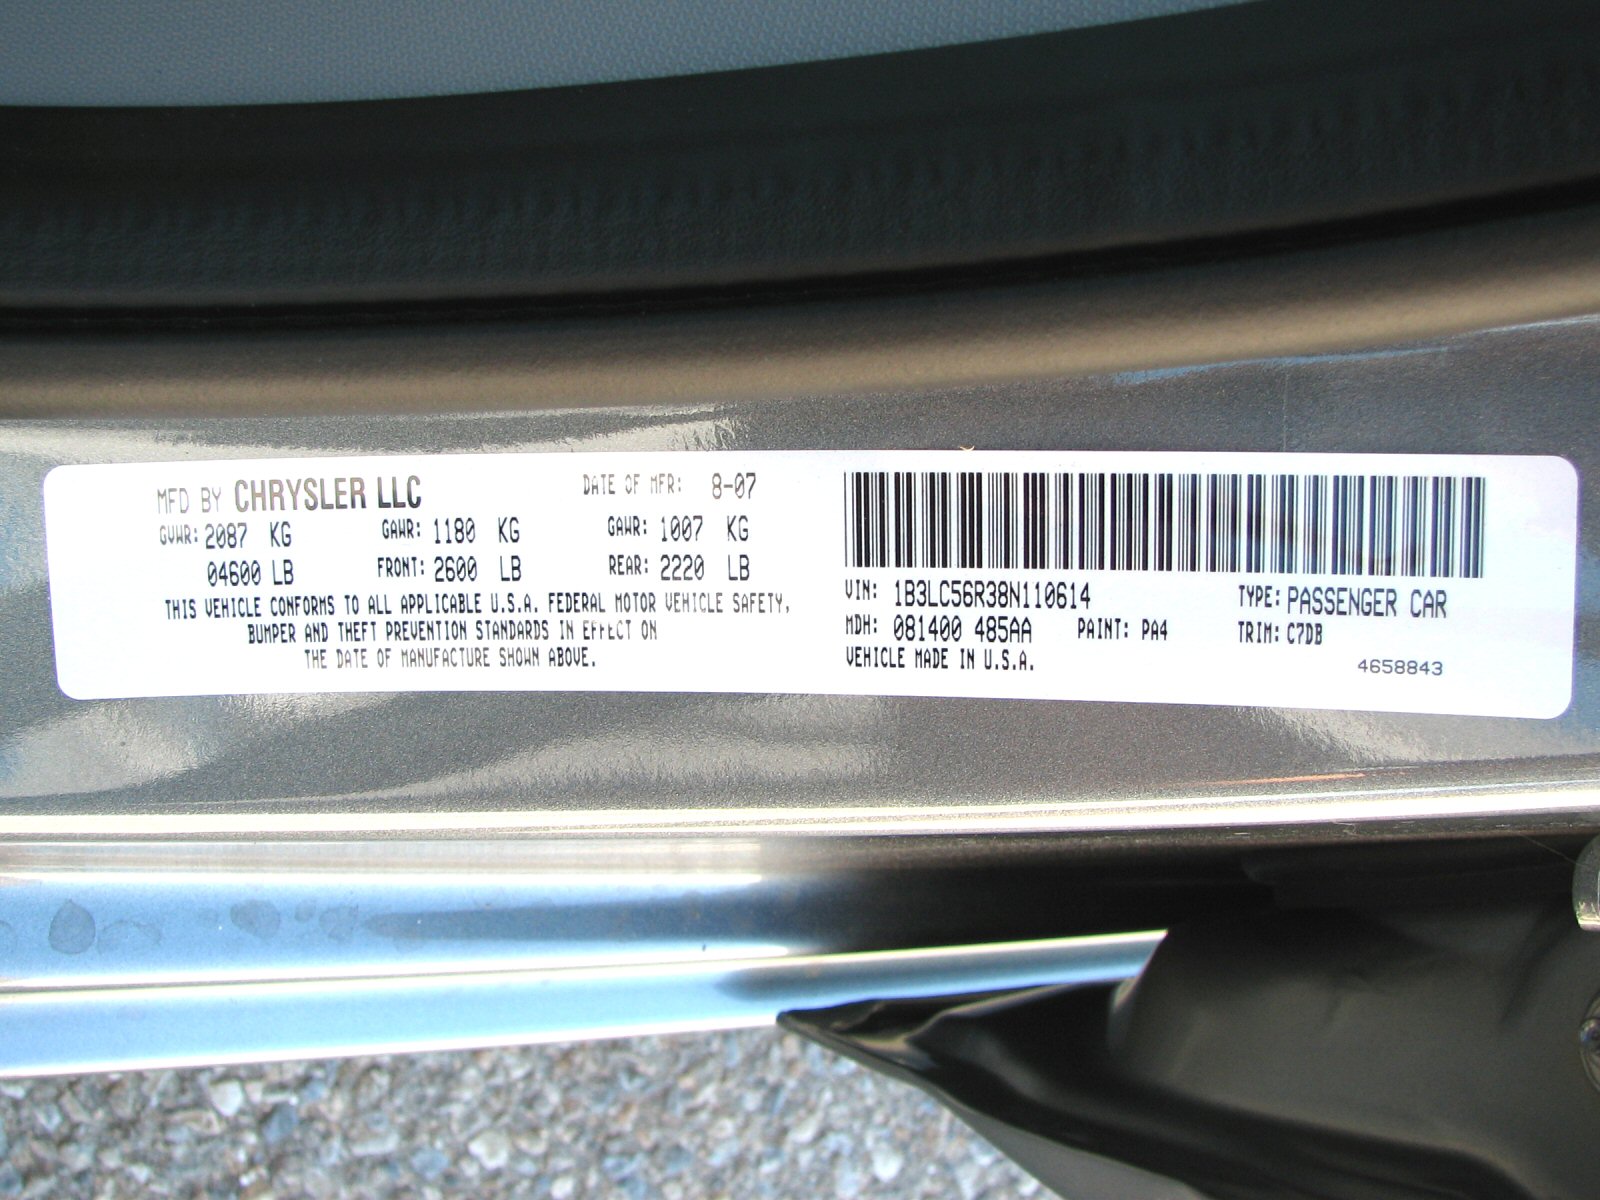 MFD BY CHRYSLER LLC DATE OF MFR: 8-07
GVWR: 2087 KG GAWR: 1180 KG GAWR: 1007 KG
04600 LB FRONT: 2600 LB REAR: 2220 LB
THIS VEHICLE CONFORMS TO ALL APPLICABLE U.S.A. FEDERAL MOTOR VEHICLE SAFETY,
BUMPER AND THEFT PREVENTION STANDARDS IN EFFECT ON
THE DATE OF MANUFACTURE SHOWN ABOVE.
VIN: 1B3LC56R38N110614 TYPE: PASSENGER CAR
MDH: 081400 485AA PAINT: PA4 TRIM: C7DB
VEHICLE MADE IN U.S.A.
4658843